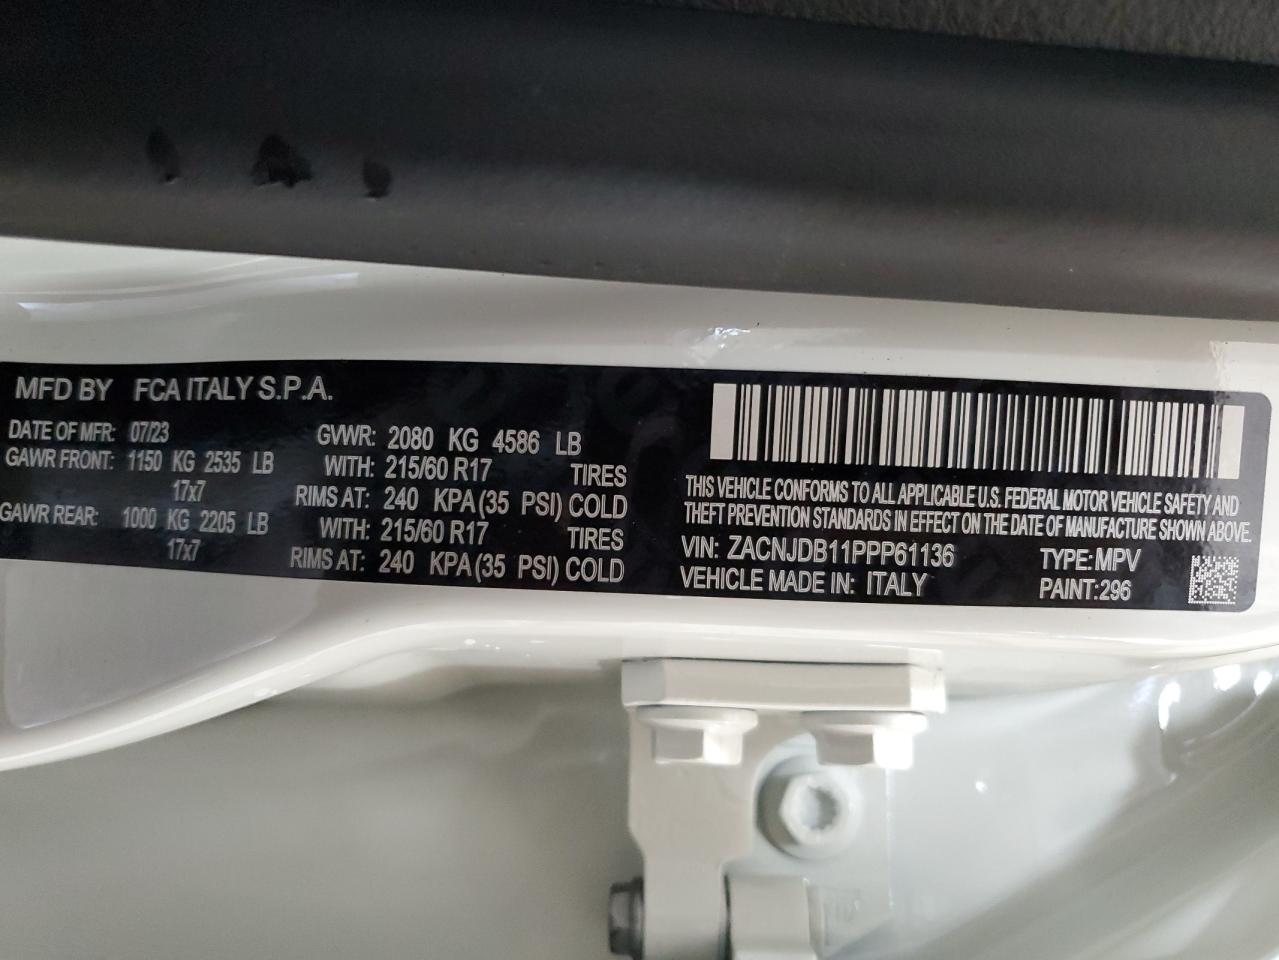 MFD BY FCA ITALY S.P.A.
DATE OF MFR: 07/23 GVWR: 2080 KG 4586 LB
GAWR FRONT: 1150 KG 2535 LB WITH: 215/60 R17 TIRES
17x7 RIMS AT: 240 KPA (35 PSI) COLD
GAWR REAR: 1000 KG 2205 LB WITH: 215/60 R17 TIRES
17x7 RIMS AT: 240 KPA (35 PSI) COLD
THIS VEHICLE CONFORMS TO ALL APPLICABLE U.S. FEDERAL MOTOR VEHICLE SAFETY AND
THEFT PREVENTION STANDARDS IN EFFECT ON THE DATE OF MANUFACTURE SHOWN ABOVE.
VIN: ZACNJDB11PPP61136 TYPE: MPV
VEHICLE MADE IN: ITALY PAINT: 296